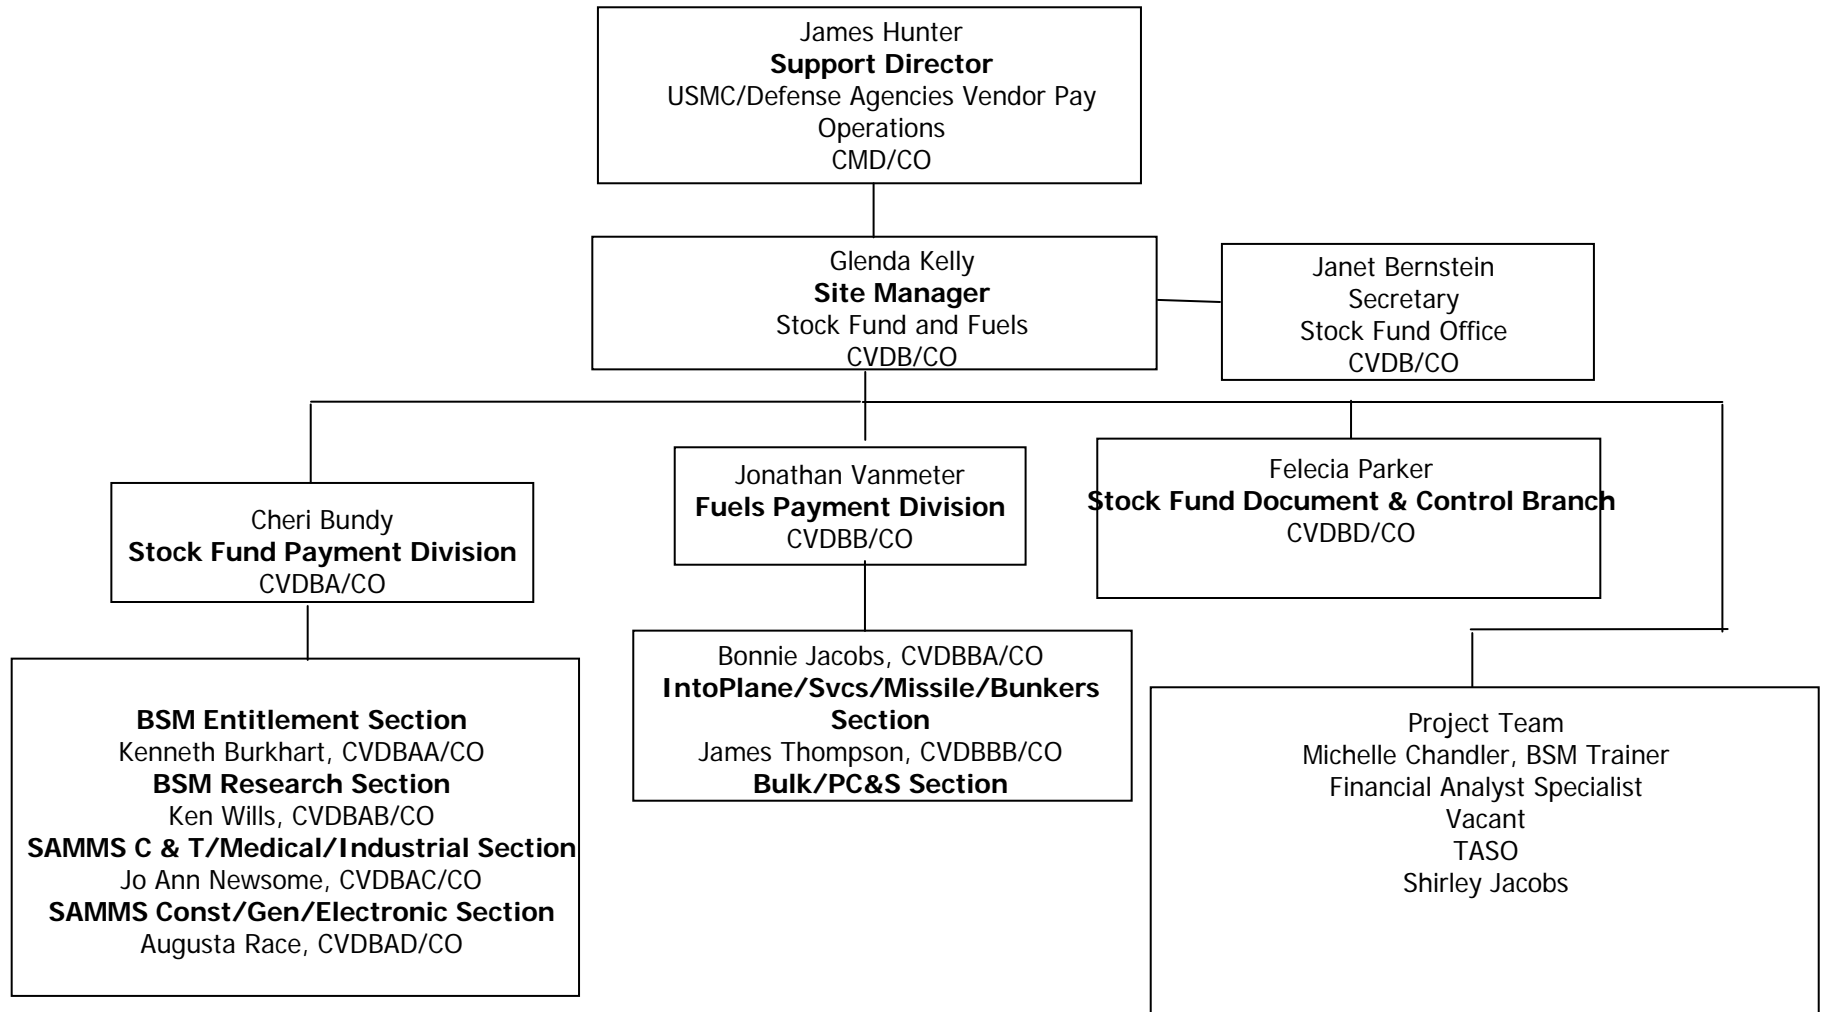 James Hunter
Support Director
USMC/Defense Agencies Vendor Pay
Operations
CMD/CO
Glenda Kelly
Site Manager
Stock Fund and Fuels
CVDB/CO
Janet Bernstein
Secretary
Stock Fund Office
CVDB/CO
Cheri Bundy
Stock Fund Payment Division
CVDBA/CO
Jonathan Vanmeter
Fuels Payment Division
CVDBB/CO
Felecia Parker
Stock Fund Document & Control Branch
CVDBD/CO
BSM Entitlement Section
Kenneth Burkhart, CVDBAA/CO
BSM Research Section
Ken Wills, CVDBAB/CO
SAMMS C & T/Medical/Industrial Section
Jo Ann Newsome, CVDBAC/CO
SAMMS Const/Gen/Electronic Section
Augusta Race, CVDBAD/CO
Bonnie Jacobs, CVDBBA/CO
IntoPlane/Svcs/Missile/Bunkers
Section
James Thompson, CVDBBB/CO
Bulk/PC&S Section
Project Team
Michelle Chandler, BSM Trainer
Financial Analyst Specialist
Vacant
TASO
Shirley Jacobs